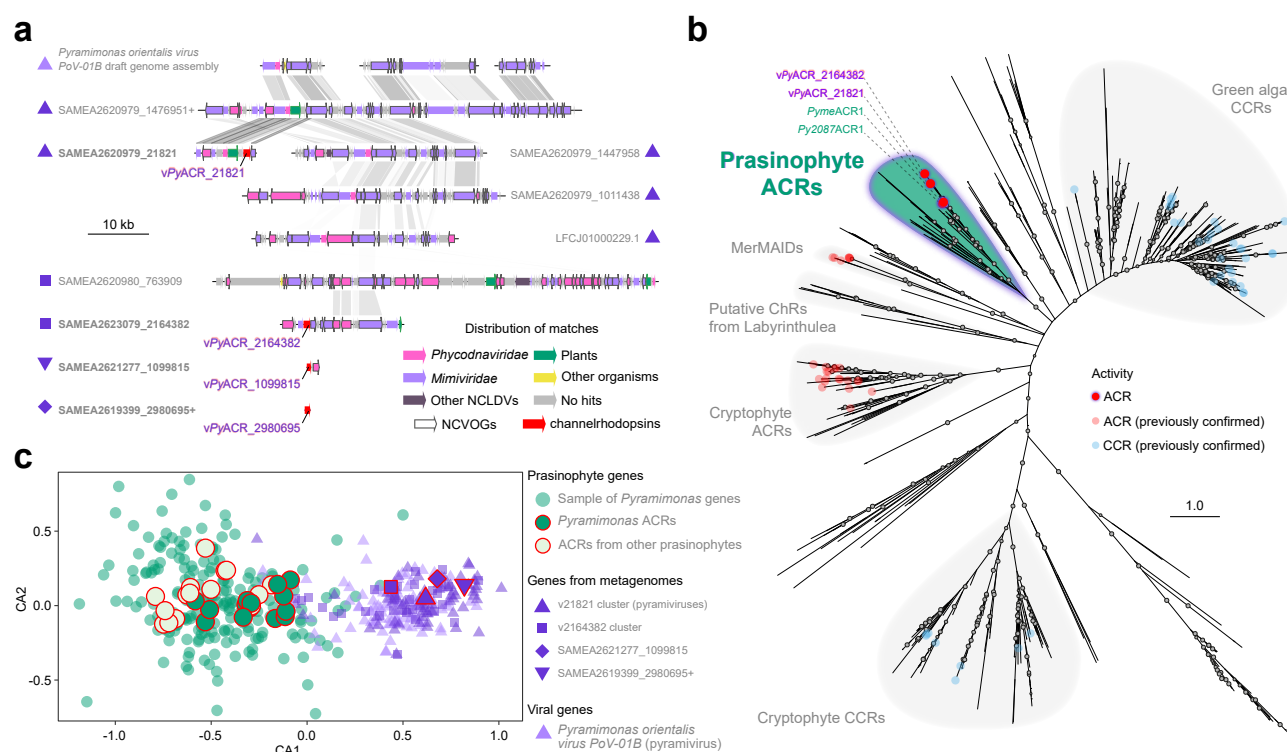 a
Pyramimonas orientalis virus
PoV-01B draft genome assembly
SAMEA2620979_1476951+
SAMEA2620979_21821
vPyACR_21821
SAMEA2620979_1447958
SAMEA2620979_1011438
10 kb
LFCJ01000229.1
SAMEA2620980_763909
SAMEA2623079_2164382
vPyACR_2164382
SAMEA2621277_1099815
vPyACR_1099815
SAMEA2619399_2980695+
vPyACR_2980695
Distribution of matches
Phycodnaviridae
Plants
Mimiviridae
Other organisms
Other NCLDVs
No hits
NCVOGs
channelrhodopsins
b
vPyACR_2164382
vPyACR_21821
PymeACR1
Py2087ACR1
Prasinophyte
ACRs
Green algal
CCRs
MerMAIDs
Putative ChRs
from Labyrinthulea
Cryptophyte
ACRs
Activity
ACR
ACR (previously confirmed)
CCR (previously confirmed)
1.0
Cryptophyte CCRs
c
CA2
0.5
0.0
-0.5
-1.0
-0.5
0.0
0.5
1.0
CA1
Prasinophyte genes
Sample of Pyramimonas genes
Pyramimonas ACRs
ACRs from other prasinophytes
Genes from metagenomes
v21821 cluster (pyramiviruses)
v2164382 cluster
SAMEA2621277_1099815
SAMEA2619399_2980695+
Viral genes
Pyramimonas orientalis
virus PoV-01B (pyramivirus)